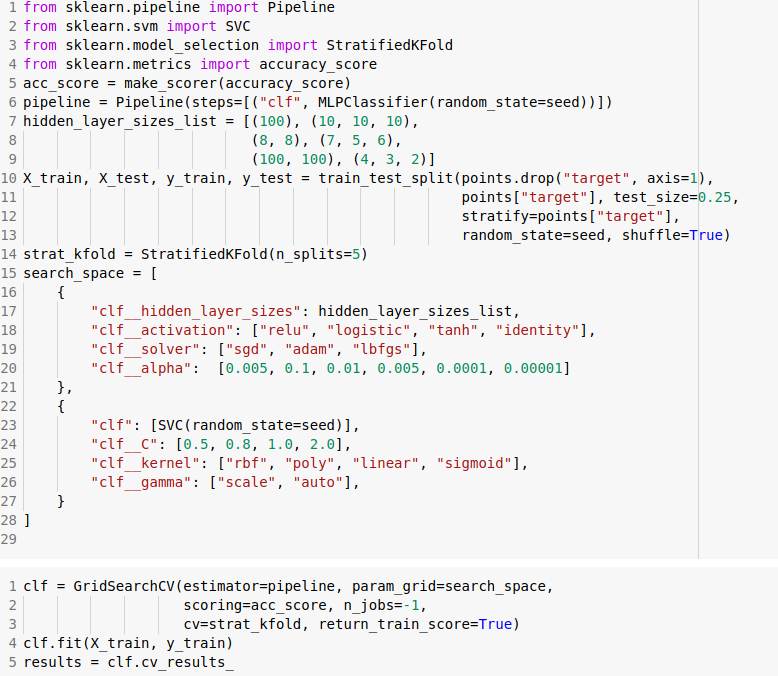 1 from sklearn.pipeline import Pipeline
2 from sklearn.svm import SVC
3 from sklearn.model_selection import StratifiedKFold
4 from sklearn.metrics import accuracy_score
5 acc_score = make_scorer(accuracy_score)
6 pipeline = Pipeline(steps=[("clf", MLPClassifier(random_state=seed))])
7 hidden_layer_sizes_list = [(100), (10, 10, 10),
8                            (8, 8), (7, 5, 6),
9                            (100, 100), (4, 3, 2)]
10 X_train, X_test, y_train, y_test = train_test_split(points.drop("target", axis=1),
11                                                     points["target"], test_size=0.25,
12                                                     stratify=points["target"],
13                                                     random_state=seed, shuffle=True)
14 strat_kfold = StratifiedKFold(n_splits=5)
15 search_space = [
16     {
17         "clf__hidden_layer_sizes": hidden_layer_sizes_list,
18         "clf__activation": ["relu", "logistic", "tanh", "identity"],
19         "clf__solver": ["sgd", "adam", "lbfgs"],
20         "clf__alpha":  [0.005, 0.1, 0.01, 0.005, 0.0001, 0.00001]
21     },
22     {
23         "clf": [SVC(random_state=seed)],
24         "clf__C": [0.5, 0.8, 1.0, 2.0],
25         "clf__kernel": ["rbf", "poly", "linear", "sigmoid"],
26         "clf__gamma": ["scale", "auto"],
27     }
28 ]
29
1 clf = GridSearchCV(estimator=pipeline, param_grid=search_space,
2                    scoring=acc_score, n_jobs=-1,
3                    cv=strat_kfold, return_train_score=True)
4 clf.fit(X_train, y_train)
5 results = clf.cv_results_